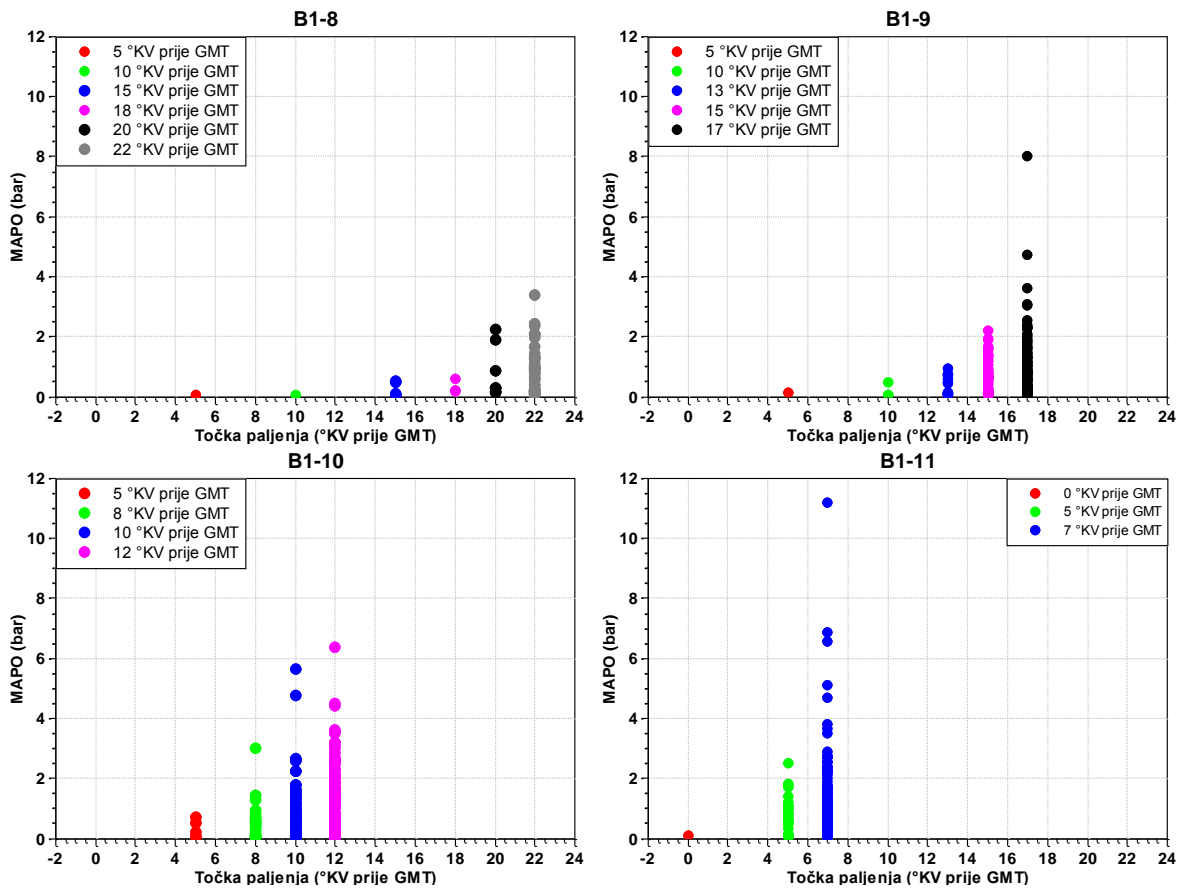 B1-8
12
10
8
6
4
2
0
MAPO (bar)
5 °KV prije GMT
10 °KV prije GMT
15 °KV prije GMT
18 °KV prije GMT
20 °KV prije GMT
22 °KV prije GMT
-2 0 2 4 6 8 10 12 14 16 18 20 22 24
Točka paljenja (°KV prije GMT)
B1-9
12
10
8
6
4
2
0
MAPO (bar)
5 °KV prije GMT
10 °KV prije GMT
13 °KV prije GMT
15 °KV prije GMT
17 °KV prije GMT
-2 0 2 4 6 8 10 12 14 16 18 20 22 24
Točka paljenja (°KV prije GMT)
B1-10
12
10
8
6
4
2
0
MAPO (bar)
5 °KV prije GMT
8 °KV prije GMT
10 °KV prije GMT
12 °KV prije GMT
-2 0 2 4 6 8 10 12 14 16 18 20 22 24
Točka paljenja (°KV prije GMT)
B1-11
12
10
8
6
4
2
0
MAPO (bar)
0 °KV prije GMT
5 °KV prije GMT
7 °KV prije GMT
-2 0 2 4 6 8 10 12 14 16 18 20 22 24
Točka paljenja (°KV prije GMT)